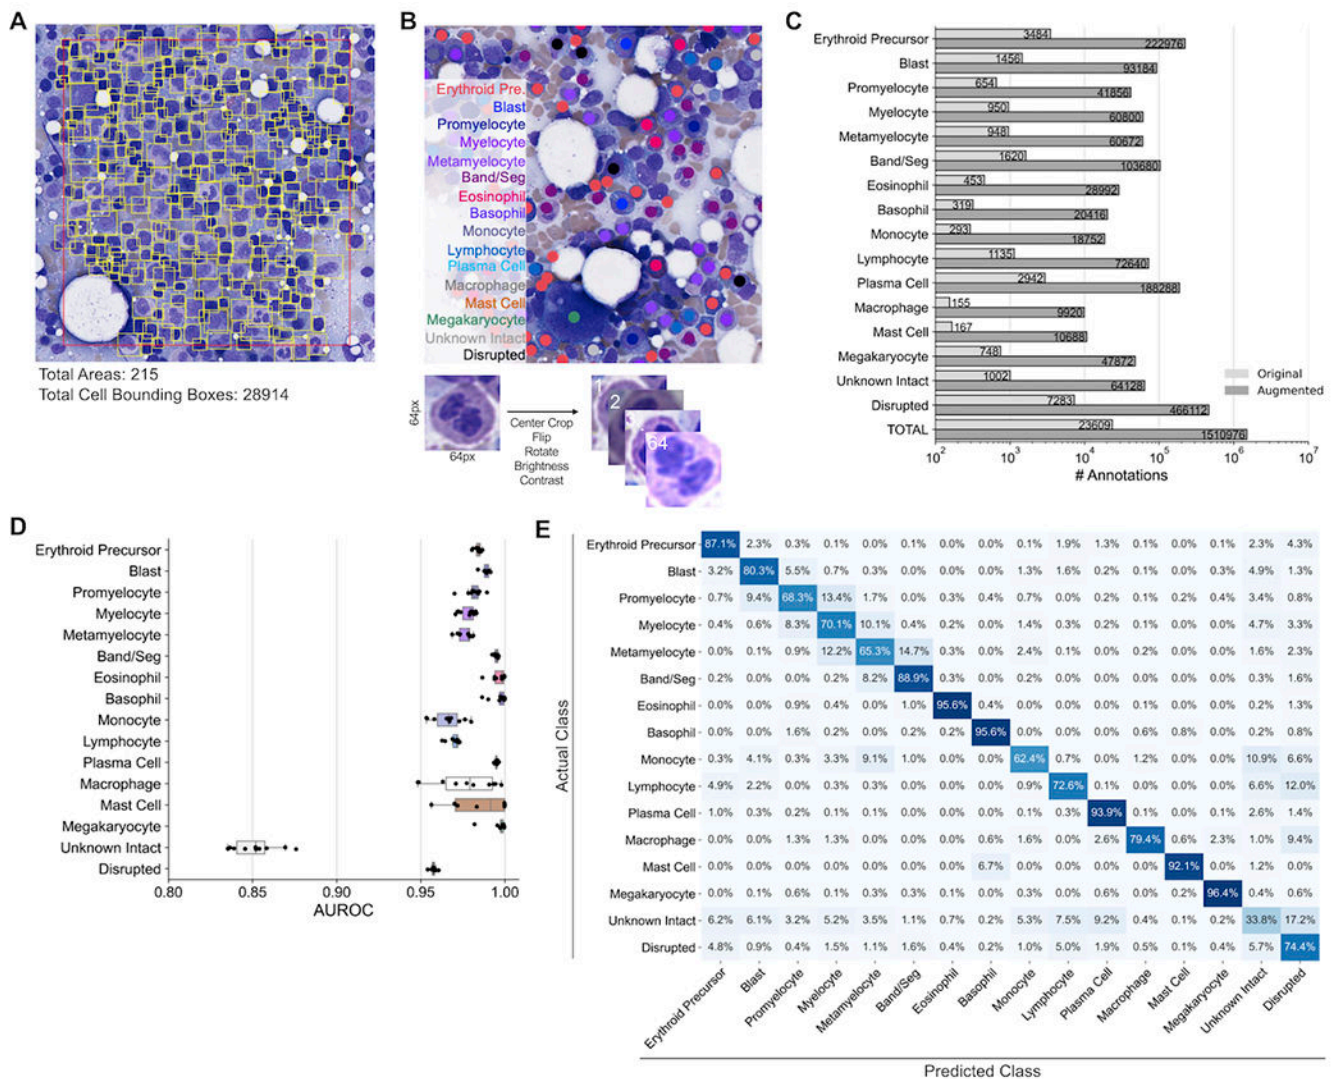 A
Total Areas: 215
Total Cell Bounding Boxes: 28914
B
Erythroid Pre.
Blast
Promyelocyte
Myelocyte
Metamyelocyte
Band/Seg
Eosinophil
Basophil
Monocyte
Lymphocyte
Plasma Cell
Macrophage
Mast Cell
Megakaryocyte
Unknown Intact
Disrupted
64px
64px
Center Crop
Flip
Rotate
Brightness
Contrast
1
2
64
C
Erythroid Precursor 3484 222976
Blast 1456 93184
Promyelocyte 654 41856
Myelocyte 950 60800
Metamyelocyte 948 60672
Band/Seg 1620 103680
Eosinophil 453 28992
Basophil 319 20416
Monocyte 293 18752
Lymphocyte 1135 72640
Plasma Cell 2942 188288
Macrophage 155 9920
Mast Cell 167 10688
Megakaryocyte 748 47872
Unknown Intact 1002 64128
Disrupted 7283 466112
TOTAL 23609 1510976
Original
Augmented
10² 10³ 10⁴ 10⁵ 10⁶ 10⁷
# Annotations
D
Erythroid Precursor
Blast
Promyelocyte
Myelocyte
Metamyelocyte
Band/Seg
Eosinophil
Basophil
Monocyte
Lymphocyte
Plasma Cell
Macrophage
Mast Cell
Megakaryocyte
Unknown Intact
Disrupted
0.80 0.85 0.90 0.95 1.00
AUROC
E
Actual Class
Erythroid Precursor 87.1% 2.3% 0.3% 0.1% 0.0% 0.1% 0.0% 0.0% 0.1% 1.9% 1.3% 0.1% 0.0% 0.1% 2.3% 4.3%
Blast 3.2% 80.3% 5.5% 0.7% 0.3% 0.0% 0.0% 0.0% 1.3% 1.6% 0.2% 0.1% 0.0% 0.1% 4.9% 1.3%
Promyelocyte 0.7% 9.4% 68.3% 13.4% 1.7% 0.0% 0.3% 0.4% 0.7% 0.0% 0.2% 0.1% 0.2% 0.4% 3.4% 0.8%
Myelocyte 0.4% 0.6% 8.3% 70.1% 10.1% 0.4% 0.2% 0.0% 1.4% 0.3% 0.2% 0.1% 0.0% 0.0% 4.7% 3.3%
Metamyelocyte 0.0% 0.1% 0.9% 12.2% 65.3% 14.7% 0.3% 0.0% 2.4% 0.1% 0.0% 0.2% 0.0% 0.0% 1.6% 2.3%
Band/Seg 0.2% 0.0% 0.0% 0.2% 8.2% 88.9% 0.3% 0.0% 0.2% 0.0% 0.0% 0.0% 0.0% 0.0% 0.3% 1.6%
Eosinophil 0.0% 0.0% 0.9% 0.4% 0.0% 1.0% 95.6% 0.4% 0.0% 0.0% 0.0% 0.0% 0.0% 0.0% 0.2% 1.3%
Basophil 0.0% 0.0% 1.6% 0.2% 0.0% 0.2% 0.2% 95.6% 0.0% 0.0% 0.0% 0.6% 0.8% 0.0% 0.2% 0.8%
Monocyte 0.3% 4.1% 0.3% 3.3% 9.1% 1.0% 0.0% 0.0% 62.4% 0.7% 0.0% 1.2% 0.0% 0.0% 10.9% 6.6%
Lymphocyte 4.9% 2.2% 0.0% 0.3% 0.3% 0.0% 0.0% 0.0% 0.9% 72.6% 0.1% 0.0% 0.0% 0.0% 6.6% 12.0%
Plasma Cell 1.0% 0.3% 0.2% 0.1% 0.1% 0.0% 0.0% 0.0% 0.1% 0.3% 93.9% 0.1% 0.0% 0.1% 2.6% 1.4%
Macrophage 0.0% 0.0% 1.3% 1.3% 0.0% 0.0% 0.0% 0.6% 1.6% 0.0% 2.6% 79.4% 0.6% 2.3% 1.0% 9.4%
Mast Cell 0.0% 0.0% 0.0% 0.0% 0.0% 0.0% 0.0% 6.7% 0.0% 0.0% 0.0% 0.0% 92.1% 0.0% 1.2% 0.0%
Megakaryocyte 0.0% 0.1% 0.6% 0.1% 0.3% 0.3% 0.1% 0.0% 0.3% 0.0% 0.6% 0.0% 0.2% 96.4% 0.4% 0.6%
Unknown Intact 6.2% 6.1% 3.2% 5.2% 3.5% 1.1% 0.7% 0.2% 5.3% 7.5% 9.2% 0.4% 0.1% 0.2% 33.8% 17.2%
Disrupted 4.8% 0.9% 0.4% 1.5% 1.1% 1.6% 0.4% 0.2% 1.0% 5.0% 1.9% 0.5% 0.1% 0.4% 5.7% 74.4%
Erythroid Precursor
Blast
Promyelocyte
Myelocyte
Metamyelocyte
Band/Seg
Eosinophil
Basophil
Monocyte
Lymphocyte
Plasma Cell
Macrophage
Mast Cell
Megakaryocyte
Unknown Intact
Disrupted
Predicted Class